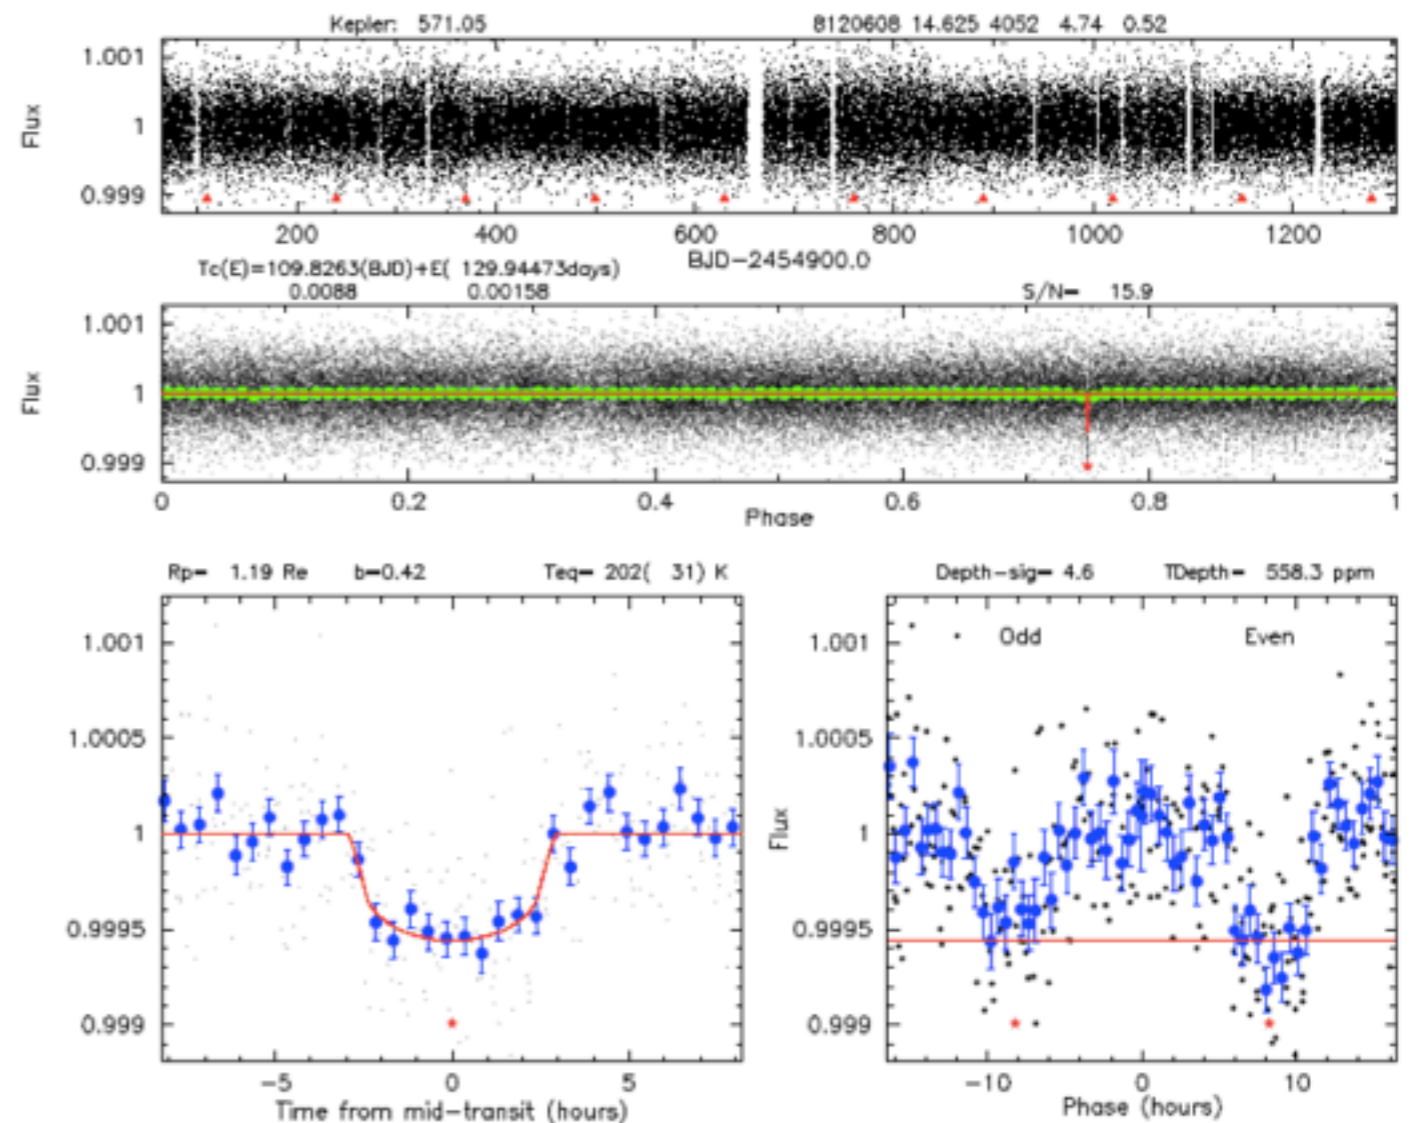 Kepler: 571.05 8120608 14.625 4052 4.74 0.52
1.001
1
0.999
Flux
200 400 600 800 1000 1200
BJD-2454900.0
Tc(E)=109.8263(BJD)+E( 129.94473days)
0.0088 0.00158 S/N= 15.9
1.001
1
0.999
Flux
0 0.2 0.4 0.6 0.8 1
Phase
Rp= 1.19 Re b=0.42 Teq= 202( 31) K
1.001
1.0005
1
0.9995
0.999
-5 0 5
Time from mid-transit (hours)
Depth-sig= 4.6 TDepth= 558.3 ppm
Odd Even
1.001
1.0005
1
0.9995
0.999
Flux
-10 0 10
Phase (hours)